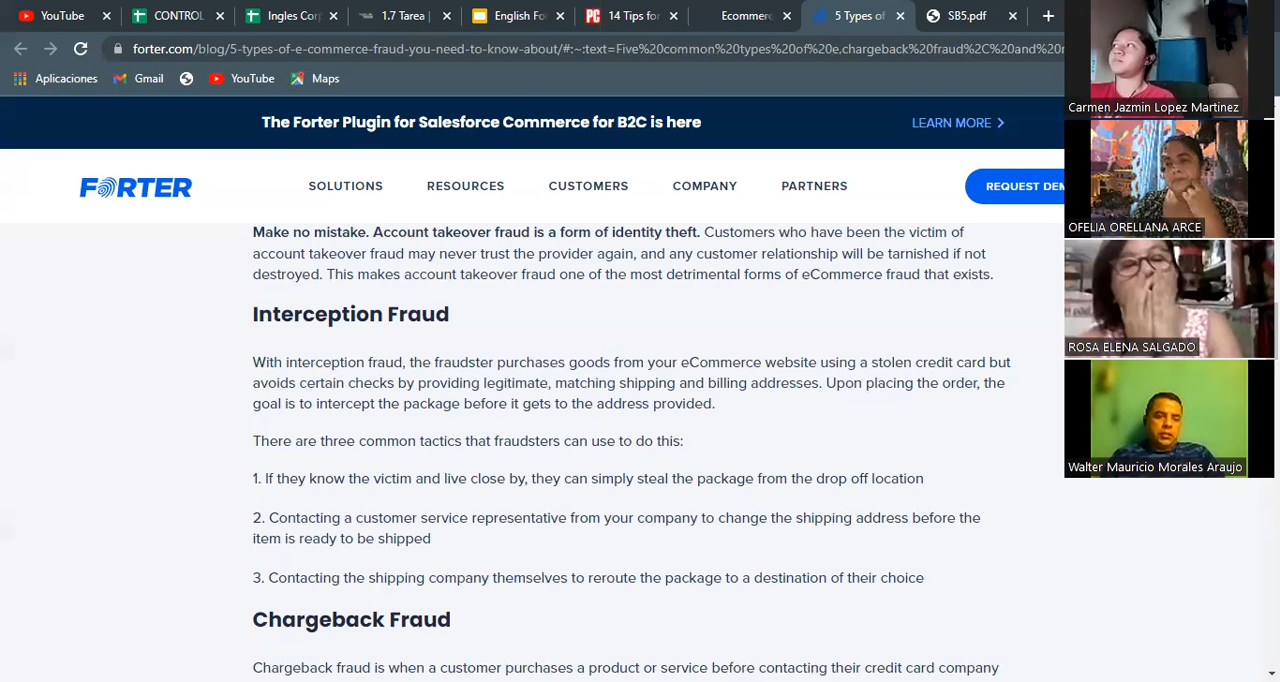 YouTube
CONTROL
Ingles Cor
1.7 Tarea
English Fo
14 Tips for
Ecommerc
5 Types of
SB5.pdf
forter.com/blog/5-types-of-e-commerce-fraud-you-need-to-know-about/#:~:text=Five%20common%20types%20of%20e,chargeback%20fraud%2C%20and%20
Aplicaciones
Gmail
YouTube
Maps
The Forter Plugin for Salesforce Commerce for B2C is here
LEARN MORE
FORTER
SOLUTIONS
RESOURCES
CUSTOMERS
COMPANY
PARTNERS
REQUEST DEM
Make no mistake. Account takeover fraud is a form of identity theft. Customers who have been the victim of
account takeover fraud may never trust the provider again, and any customer relationship will be tarnished if not
destroyed. This makes account takeover fraud one of the most detrimental forms of eCommerce fraud that exists.
Interception Fraud
With interception fraud, the fraudster purchases goods from your eCommerce website using a stolen credit card but
avoids certain checks by providing legitimate, matching shipping and billing addresses. Upon placing the order, the
goal is to intercept the package before it gets to the address provided.
There are three common tactics that fraudsters can use to do this:
1. If they know the victim and live close by, they can simply steal the package from the drop off location
2. Contacting a customer service representative from your company to change the shipping address before the
item is ready to be shipped
3. Contacting the shipping company themselves to reroute the package to a destination of their choice
Chargeback Fraud
Chargeback fraud is when a customer purchases a product or service before contacting their credit card company
Carmen Jazmin Lopez Martinez
OFELIA ORELLANA ARCE
ROSA ELENA SALGADO
Walter Mauricio Morales Araujo